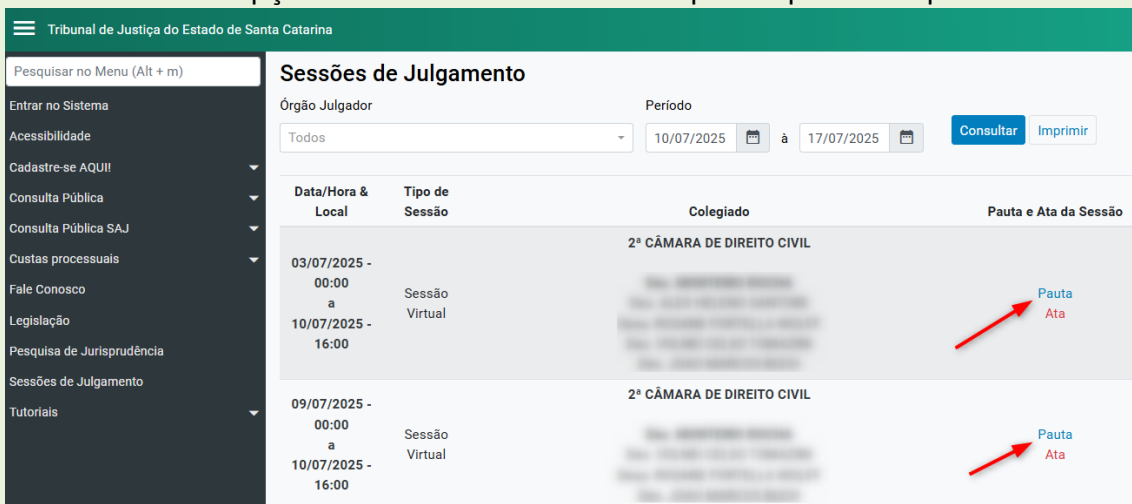 Tribunal de Justiça do Estado de Santa Catarina
Pesquisar no Menu (Alt + m)
Entrar no Sistema
Acessibilidade
Cadastre-se AQUI!
Consulta Pública
Consulta Pública SAJ
Custas processuais
Fale Conosco
Legislação
Pesquisa de Jurisprudência
Sessões de Julgamento
Tutoriais
Sessões de Julgamento
Órgão Julgador
Período
Todos
10/07/2025 à 17/07/2025
Consultar Imprimir
Data/Hora & Local
Tipo de Sessão
Colegiado
Pauta e Ata da Sessão
2ª CÂMARA DE DIREITO CIVIL
03/07/2025 -
00:00
a
10/07/2025 -
16:00
Sessão
Virtual
Pauta
Ata
2ª CÂMARA DE DIREITO CIVIL
09/07/2025 -
00:00
a
10/07/2025 -
16:00
Sessão
Virtual
Pauta
Ata